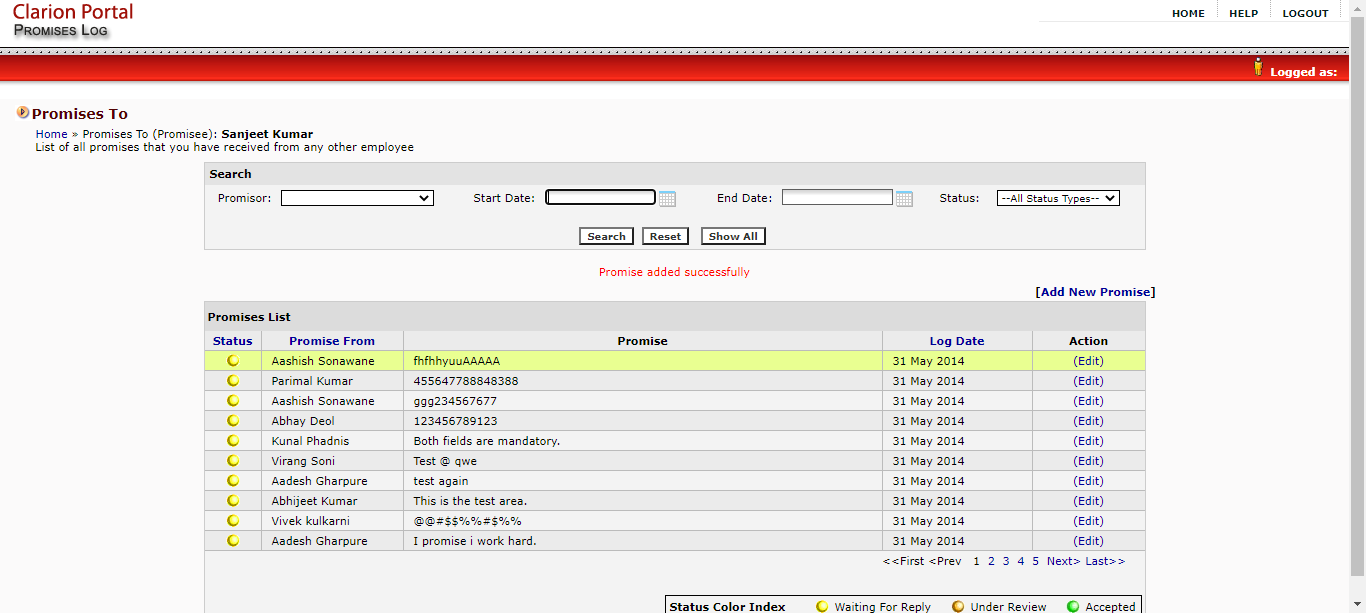 Clarion Portal
PROMISES LOG
HOME HELP LOGOUT
Logged as:
Promises To
Home » Promises To (Promisee): Sanjeet Kumar
List of all promises that you have received from any other employee
Search
Promisor: Start Date: End Date: Status: --All Status Types--
Search Reset Show All
Promise added successfully
[Add New Promise]
Promises List
Status Promise From Promise Log Date Action
Aashish Sonawane fhfhhyuuAAAAA 31 May 2014 (Edit)
Parimal Kumar 455647788848388 31 May 2014 (Edit)
Aashish Sonawane ggg234567677 31 May 2014 (Edit)
Abhay Deol 123456789123 31 May 2014 (Edit)
Kunal Phadnis Both fields are mandatory. 31 May 2014 (Edit)
Virang Soni Test @ qwe 31 May 2014 (Edit)
Aadesh Gharpure test again 31 May 2014 (Edit)
Abhijeet Kumar This is the test area. 31 May 2014 (Edit)
Vivek kulkarni @@#$$%%#$%% 31 May 2014 (Edit)
Aadesh Gharpure I promise i work hard. 31 May 2014 (Edit)
<<First <Prev 1 2 3 4 5 Next> Last>>
Status Color Index Waiting For Reply Under Review Accepted